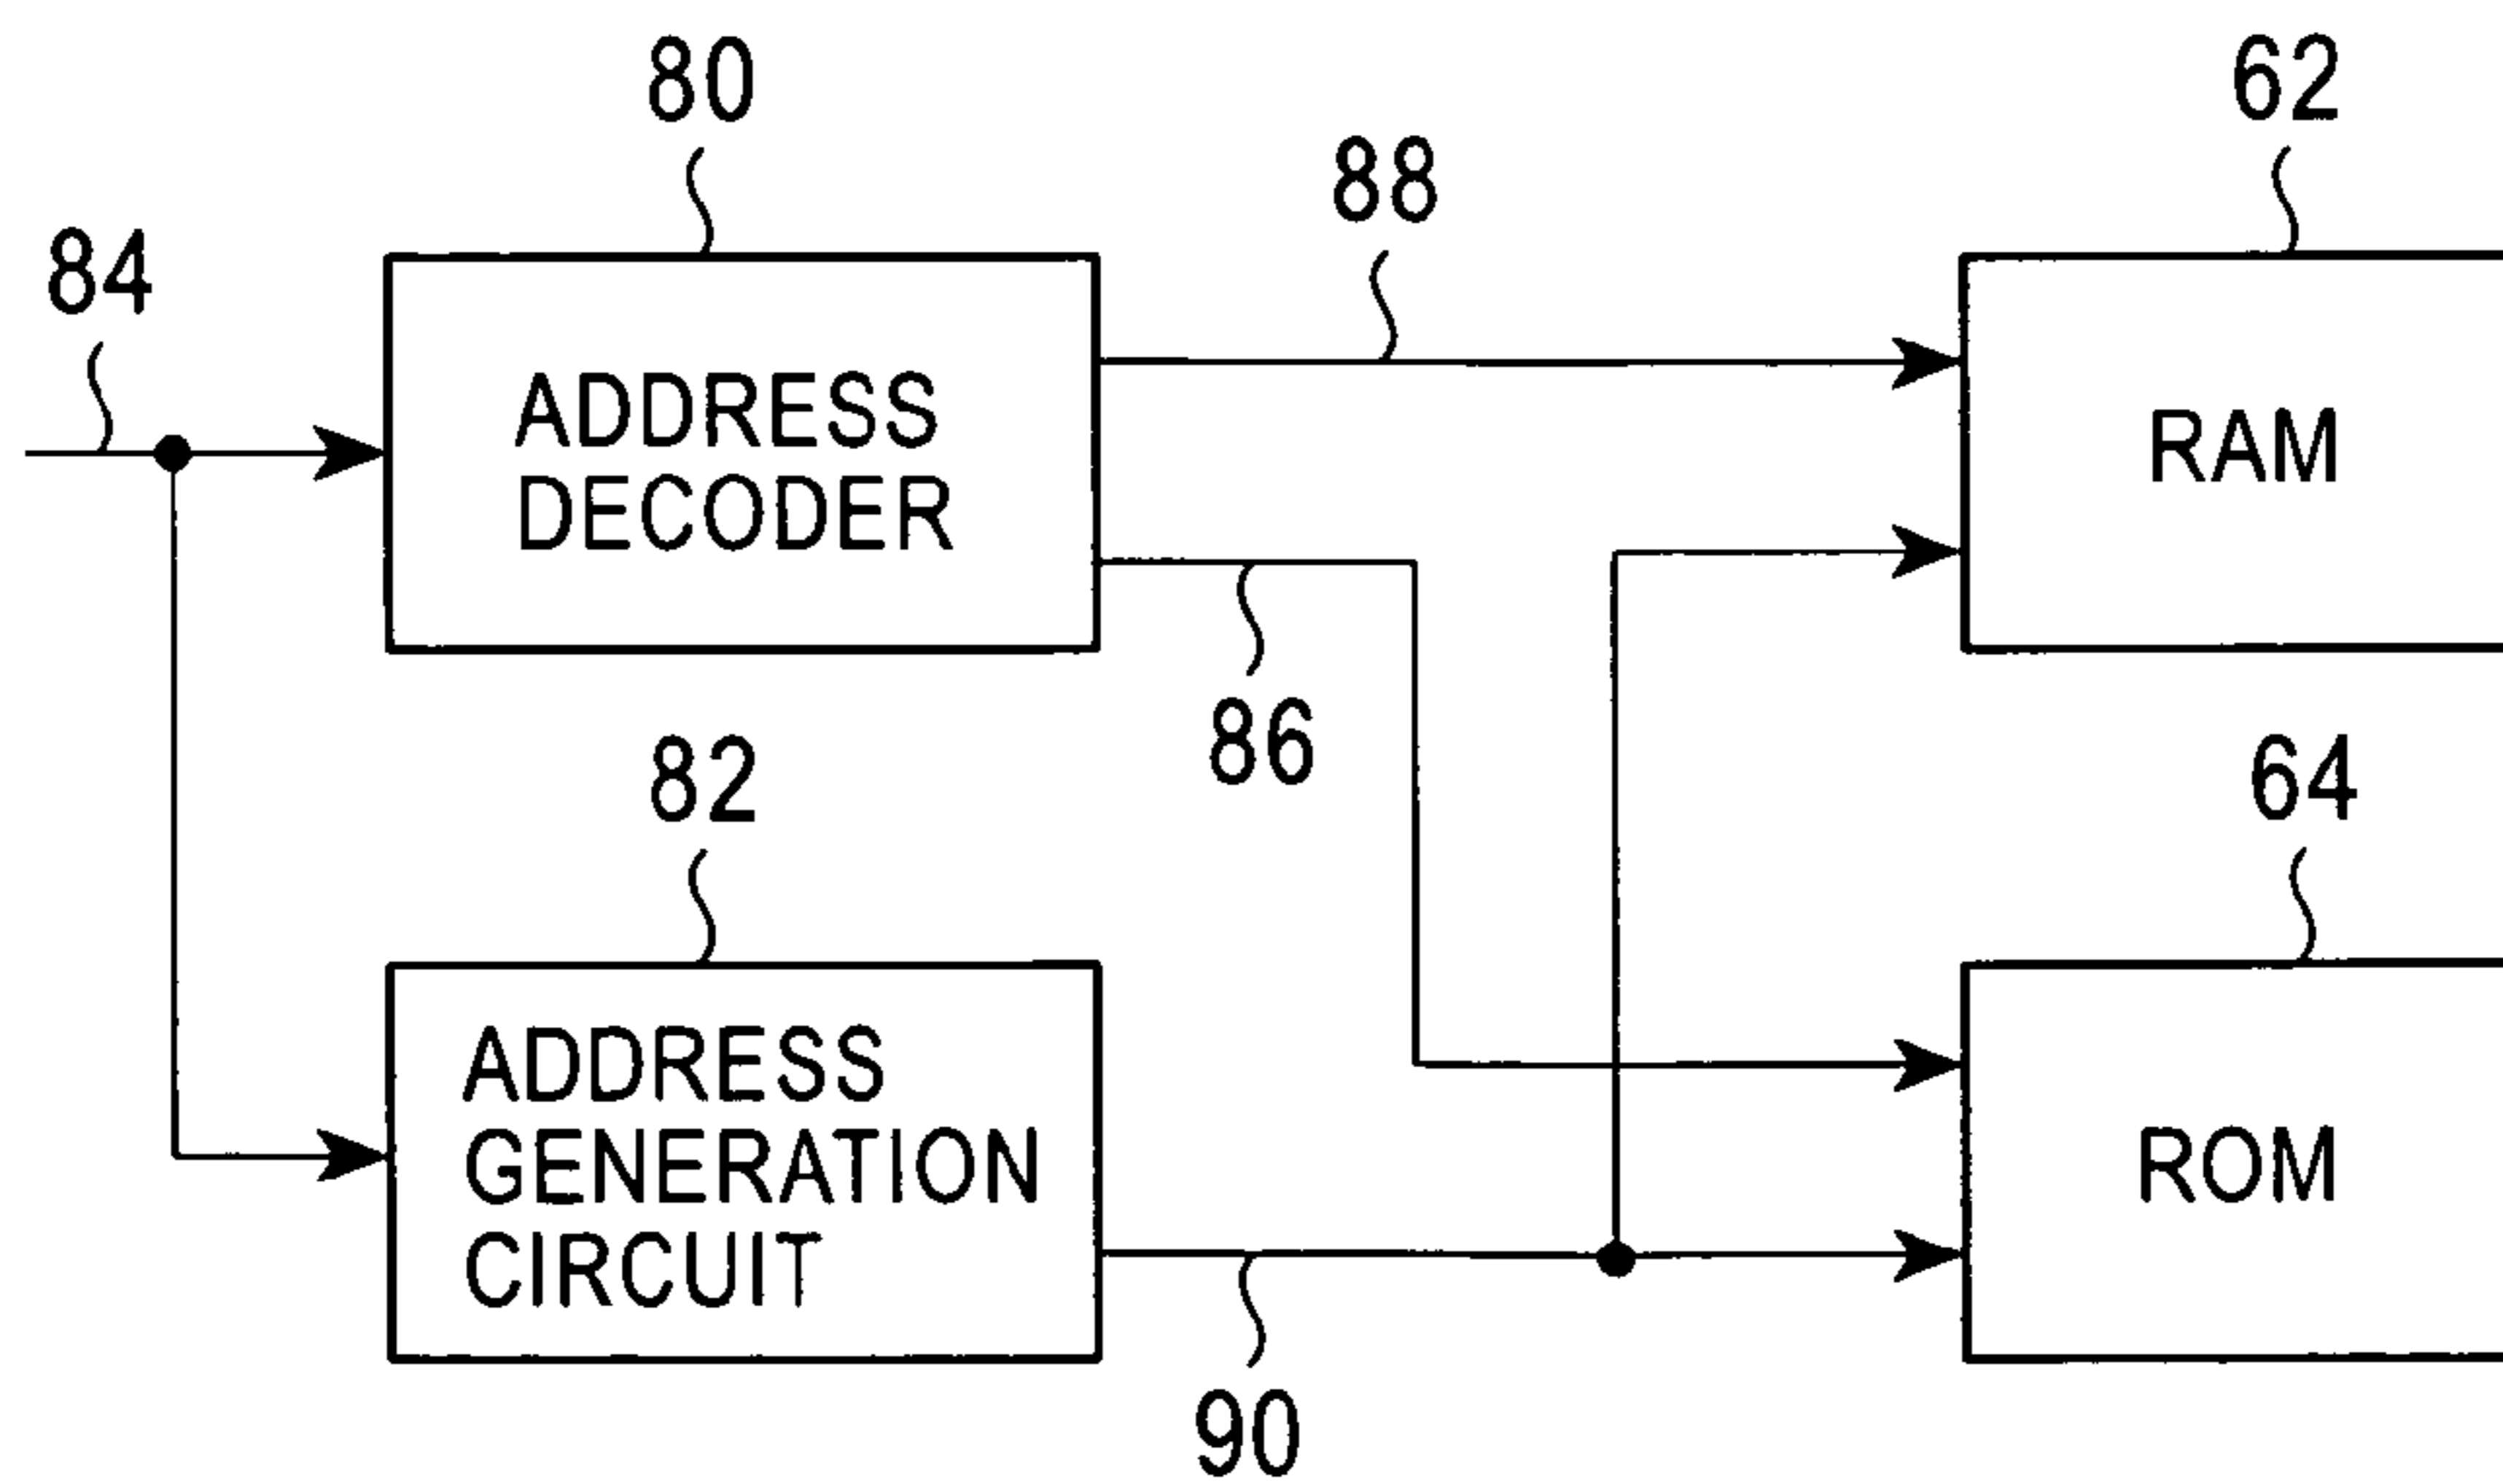 80
62
88
84
ADDRESS
DECODER
RAM
86
82
64
ADDRESS
GENERATION
CIRCUIT
ROM
90